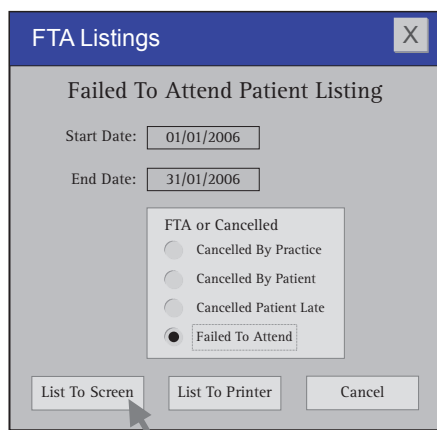 FTA Listings X
Failed To Attend Patient Listing
Start Date: 01/01/2006
End Date: 31/01/2006
FTA or Cancelled
Cancelled By Practice
Cancelled By Patient
Cancelled Patient Late
Failed To Attend
List To Screen List To Printer Cancel